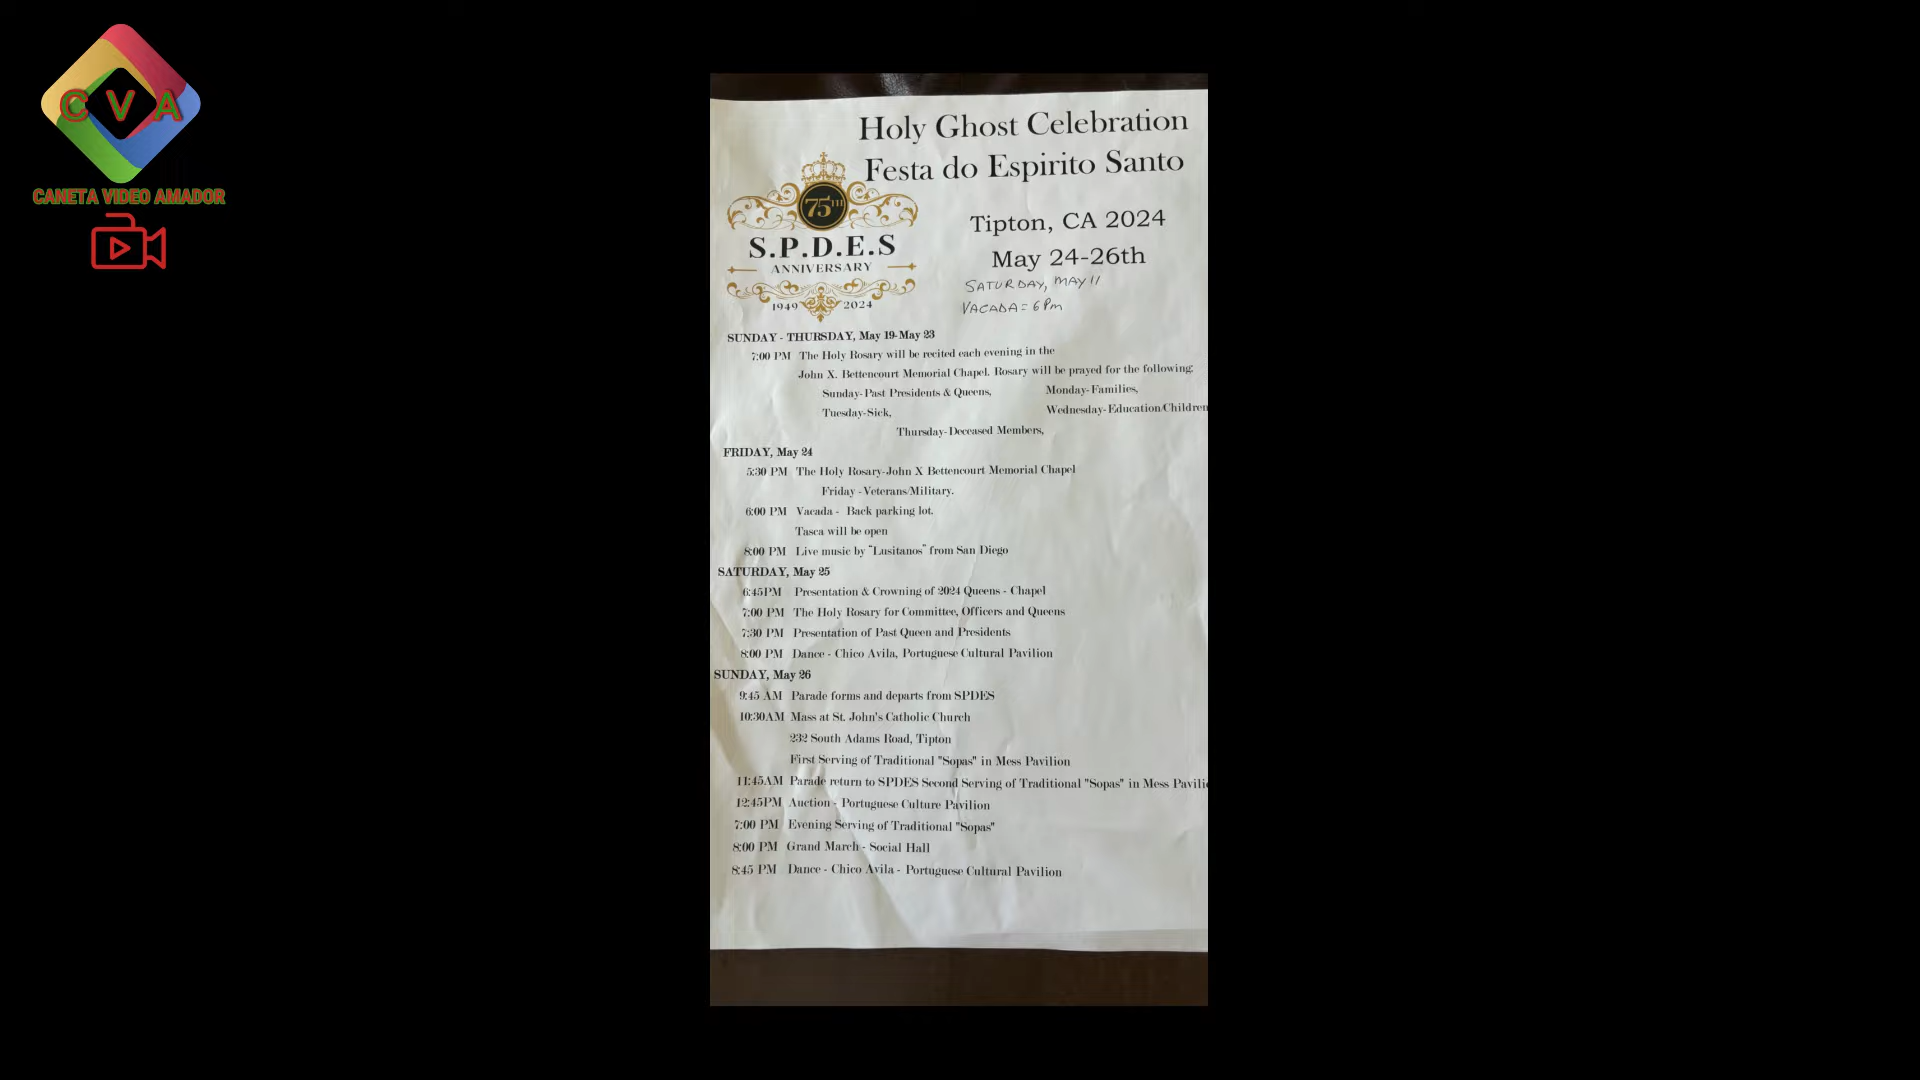 C V A
CANETA VIDEO AMADOR
Holy Ghost Celebration
Festa do Espirito Santo
75TH
S.P.D.E.S
ANNIVERSARY
1949 2024
Tipton, CA 2024
May 24-26th
SATURDAY, MAY 11
VACADA = 6 Pm
SUNDAY - THURSDAY, May 19-May 23
7:00 PM The Holy Rosary will be recited each evening in the
John X. Bettencourt Memorial Chapel. Rosary will be prayed for the following:
Sunday-Past Presidents & Queens, Monday-Families,
Tuesday-Sick, Wednesday-Education/Children
Thursday-Deceased Members,
FRIDAY, May 24
5:30 PM The Holy Rosary-John X Bettencourt Memorial Chapel
Friday -Veterans/Military.
6:00 PM Vacada - Back parking lot.
Tasca will be open
8:00 PM Live music by "Lusitanos" from San Diego
SATURDAY, May 25
6:45PM Presentation & Crowning of 2024 Queens - Chapel
7:00 PM The Holy Rosary for Committee, Officers and Queens
7:30 PM Presentation of Past Queen and Presidents
8:00 PM Dance - Chico Avila, Portuguese Cultural Pavilion
SUNDAY, May 26
9:45 AM Parade forms and departs from SPDES
10:30AM Mass at St. John's Catholic Church
232 South Adams Road, Tipton
First Serving of Traditional "Sopas" in Mess Pavilion
11:45AM Parade return to SPDES Second Serving of Traditional "Sopas" in Mess Pavilio
12:45PM Auction - Portuguese Culture Pavilion
7:00 PM Evening Serving of Traditional "Sopas"
8:00 PM Grand March - Social Hall
8:45 PM Dance - Chico Avila - Portuguese Cultural Pavilion